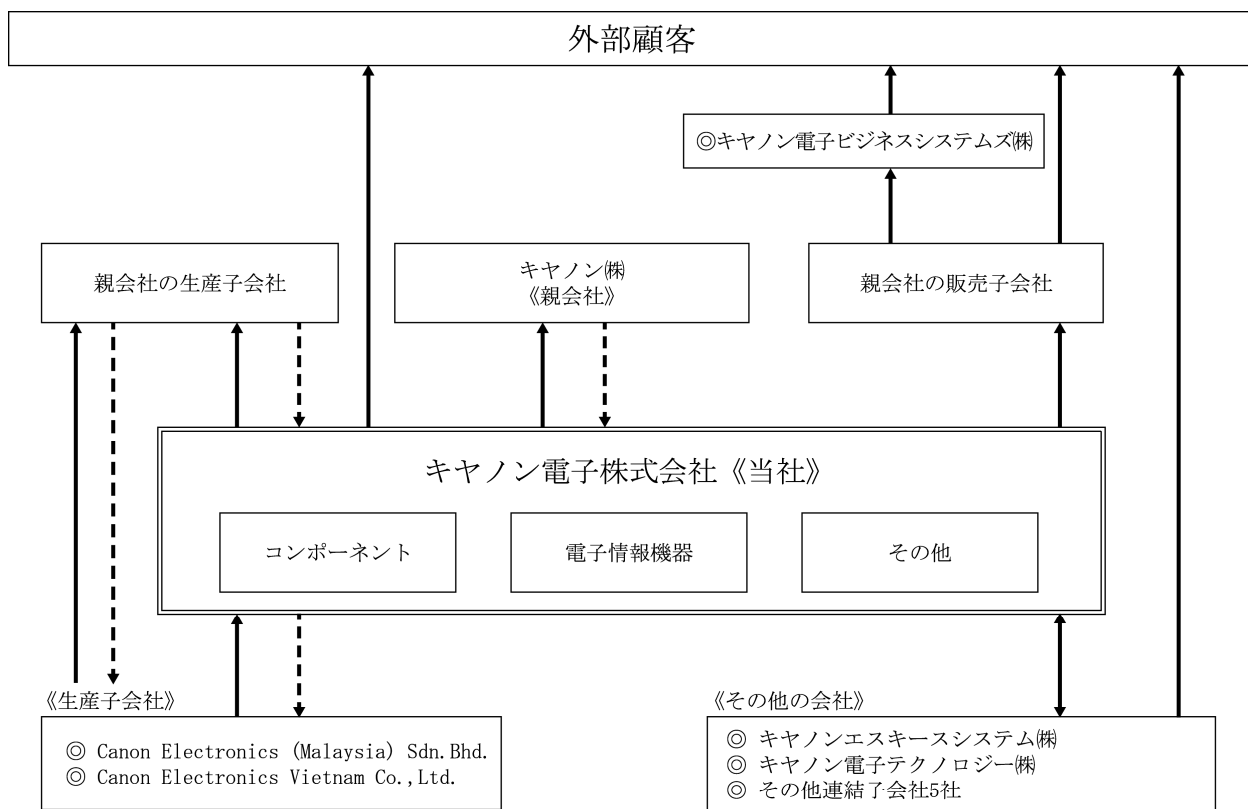 外部顧客
◎キヤノン電子ビジネスシステムズ㈱
親会社の生産子会社
キヤノン㈱
《親会社》
親会社の販売子会社
キヤノン電子株式会社《当社》
コンポーネント
電子情報機器
その他
《生産子会社》
◎ Canon Electronics (Malaysia) Sdn.Bhd.
◎ Canon Electronics Vietnam Co.,Ltd.
《その他の会社》
◎ キヤノンエスキースシステム㈱
◎ キヤノン電子テクノロジー㈱
◎ その他連結子会社5社